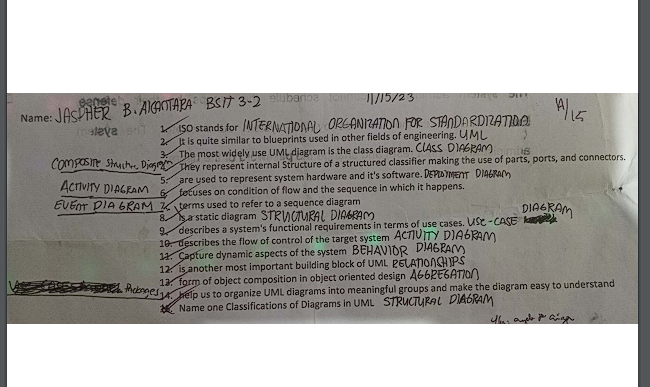 Name: JASPHER B. ALCANTARA BSIT 3-2 11/15/23 14/15
1. ISO stands for INTERNATIONAL ORGANIZATION FOR STANDARDIZATION
2. It is quite similar to blueprints used in other fields of engineering. UML
3. The most widely use UML diagram is the class diagram. CLASS DIAGRAM
COMPOSITE Structure Diagram 4. They represent internal Structure of a structured classifier making the use of parts, ports, and connectors.
5. are used to represent system hardware and it's software. DEPLOYMENT DIAGRAM
ACTIVITY DIAGRAM 6. focuses on condition of flow and the sequence in which it happens.
EVENT DIAGRAM 7. terms used to refer to a sequence diagram
8. Is a static diagram STRUCTURAL DIAGRAM
9. describes a system's functional requirements in terms of use cases. USE-CASE DIAGRAM
10. describes the flow of control of the target system ACTIVITY DIAGRAM
11. Capture dynamic aspects of the system BEHAVIOR DIAGRAM
12. is another most important building block of UML RELATIONSHIPS
13. form of object composition in object oriented design AGGREGATION
Packages 14. help us to organize UML diagrams into meaningful groups and make the diagram easy to understand
15. Name one Classifications of Diagrams in UML STRUCTURAL DIAGRAM